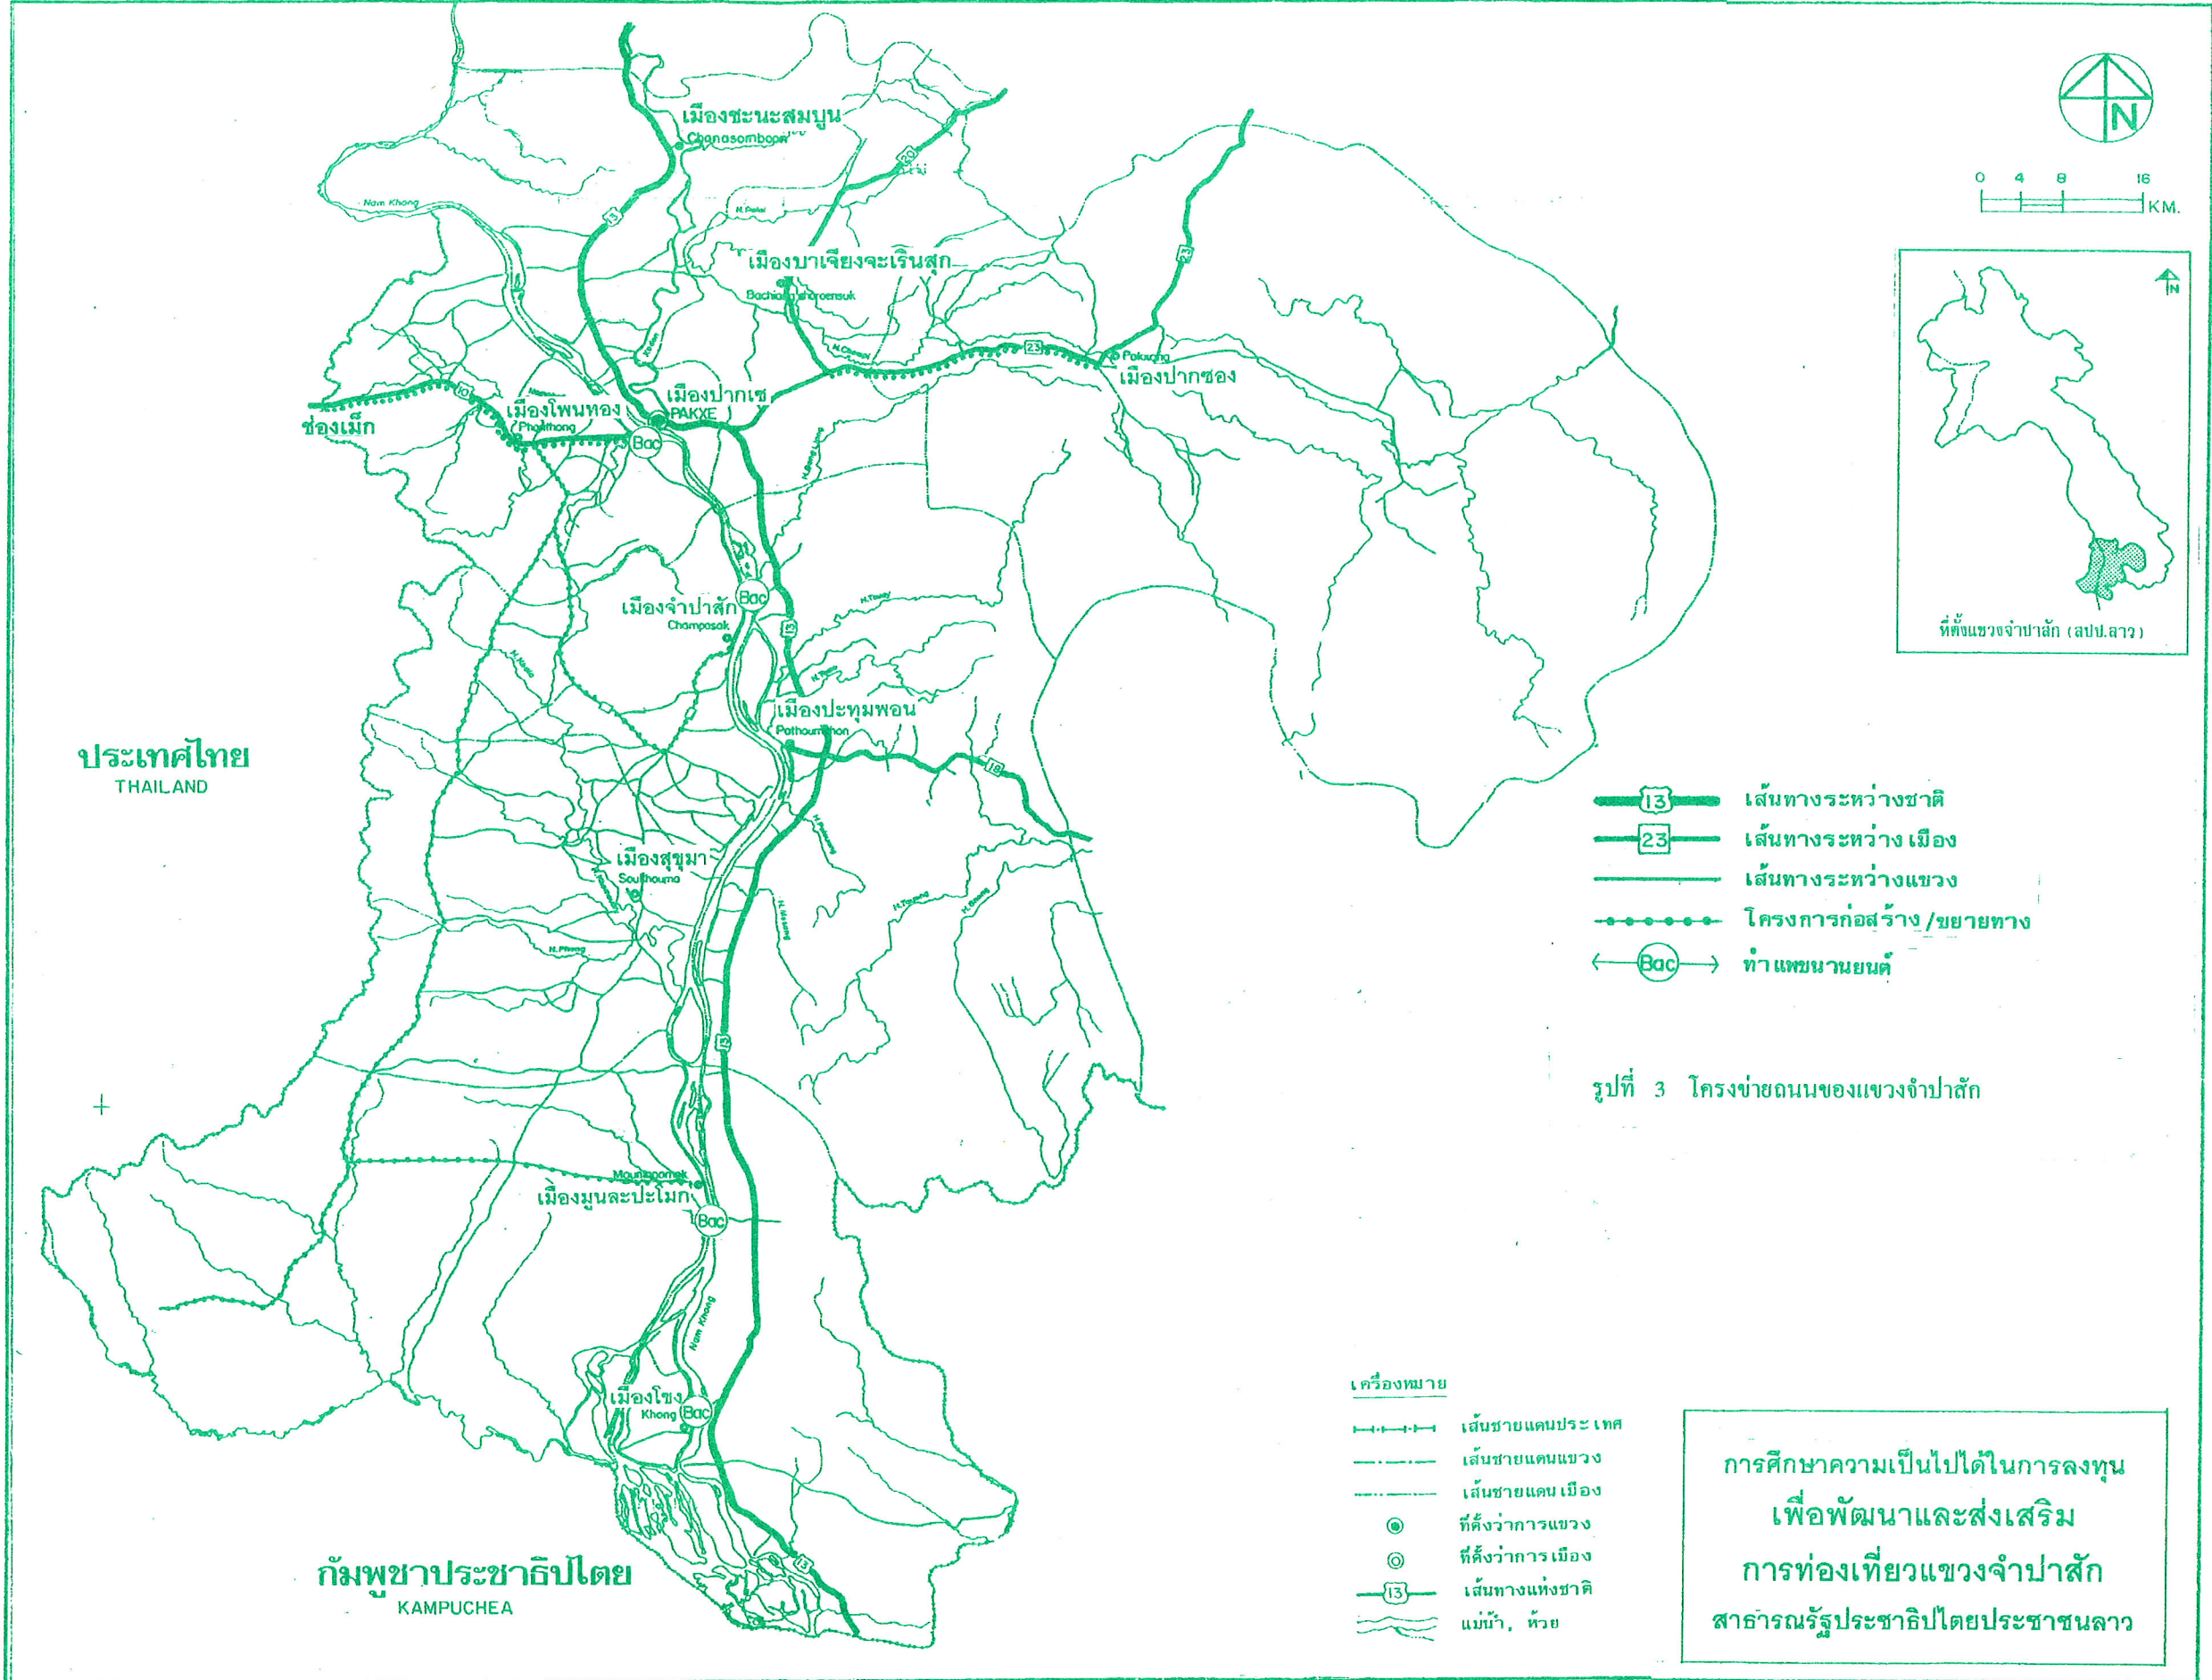 N
0 4 8 16
KM.
N
ที่ตั้งแขวงจำปาสัก (สปป.ลาว)
เมืองชะนะสมบูน
Chanasomboon
20
Nam Khong
13
H.Palai
23
เมืองบาเจียงจะเริ่นสุก
H.Champi
23
Paksong
เมืองปากซอง
10
ช่องเม็ก
เมืองโพนทอง
Phonthong
เมืองปากเซ
PAKXE
Bac
H.Bang Liang
เมืองจำปาสัก
Champasak
Bac
13
เมืองปะทุมพอน
Pathoumphon
18
ประเทศไทย
THAILAND
เมืองสุขุมา
Soukhouma
H.Phang
13
เมืองมูนละปะโมก
Bac
Nam Khong
เมืองโขง
Khong
Bac
13
กัมพูชาประชาธิปไตย
KAMPUCHEA
13 เส้นทางระหว่างชาติ
23 เส้นทางระหว่างเมือง
เส้นทางระหว่างแขวง
โครงการก่อสร้าง/ขยายทาง
Bac ท่าแพขนานยนต์
รูปที่ 3 โครงข่ายถนนของแขวงจำปาสัก
เครื่องหมาย
เส้นชายแดนประเทศ
เส้นชายแดนแขวง
เส้นชายแดนเมือง
ที่ตั้งว่าการแขวง
ที่ตั้งว่าการเมือง
13 เส้นทางแห่งชาติ
แม่น้ำ, ห้วย
การศึกษาความเป็นไปได้ในการลงทุน
เพื่อพัฒนาและส่งเสริม
การท่องเที่ยวแขวงจำปาสัก
สาธารณรัฐประชาธิปไตยประชาชนลาว